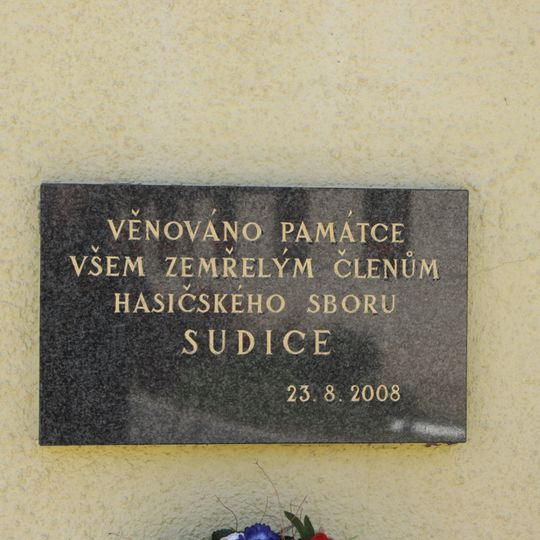 VĚNOVÁNO PAMÁTCE
VŠEM ZEMŘELÝM ČLENŮM
HASIČSKÉHO SBORU
SUDICE
23. 8. 2008